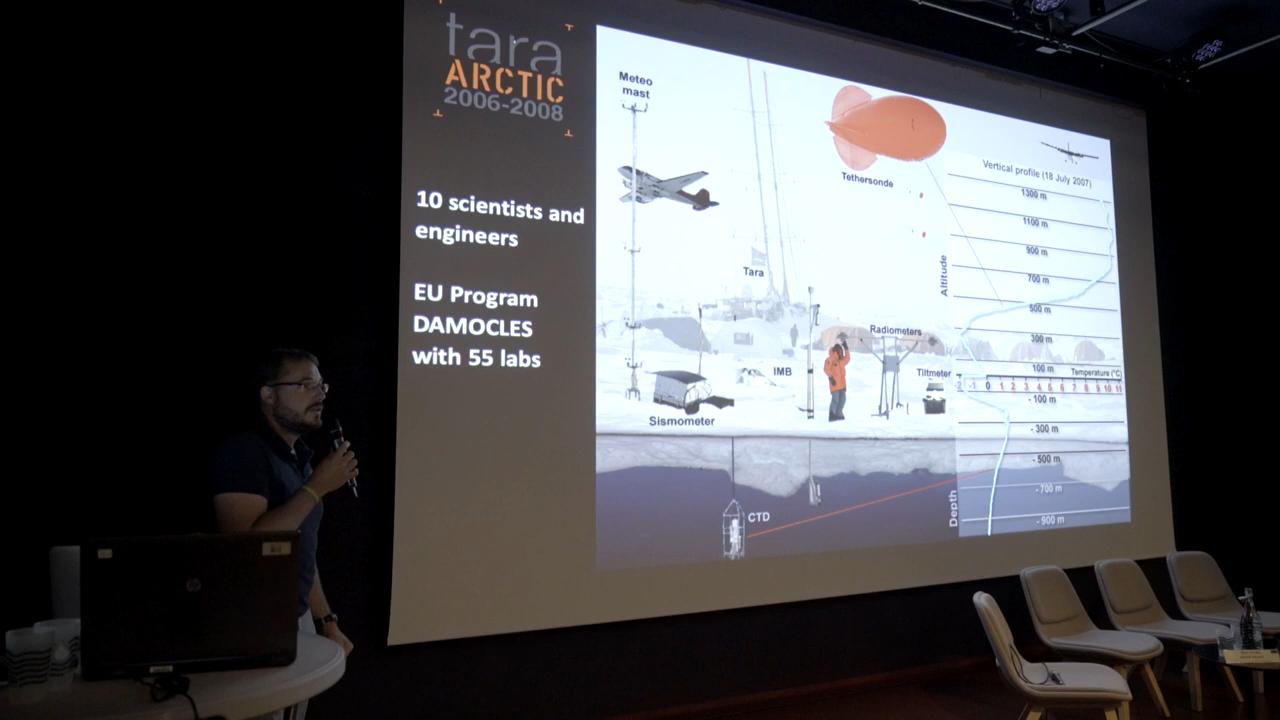 tara
ARCTIC
2006-2008
10 scientists and
engineers
EU Program
DAMOCLES
with 55 labs
Meteo
mast
Tethersonde
Tara
Radiometers
IMB
Tiltmeter
Sismometer
CTD
Vertical profile (18 July 2007)
1300 m
1100 m
900 m
700 m
500 m
300 m
100 m
Altitude
Temperature (°C)
-2 -1 0 1 2 3 4 5 6 7 8 9 10 11
- 100 m
- 300 m
- 500 m
- 700 m
- 900 m
Depth